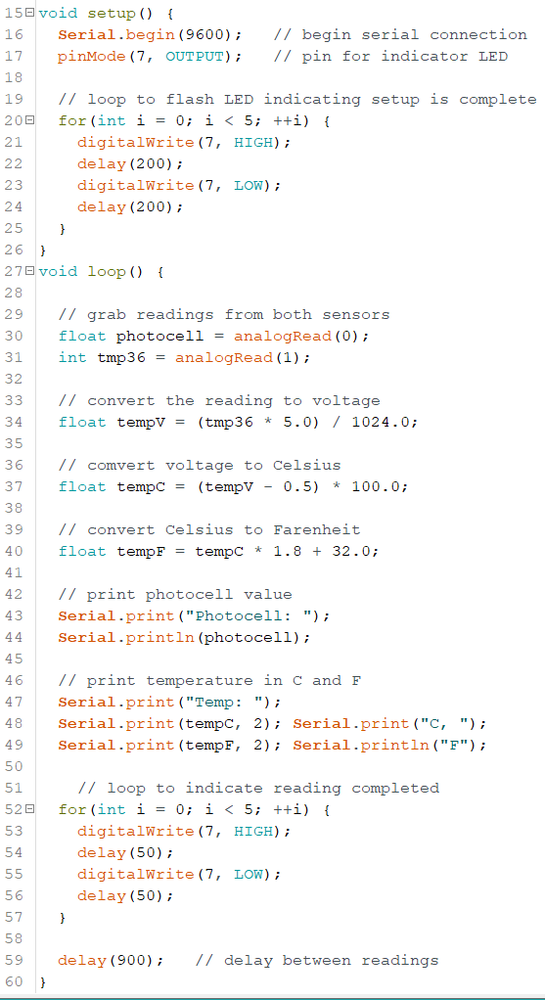 15 void setup() {
16   Serial.begin(9600);   // begin serial connection
17   pinMode(7, OUTPUT);   // pin for indicator LED
18
19   // loop to flash LED indicating setup is complete
20   for(int i = 0; i < 5; ++i) {
21     digitalWrite(7, HIGH);
22     delay(200);
23     digitalWrite(7, LOW);
24     delay(200);
25   }
26 }
27 void loop() {
28
29   // grab readings from both sensors
30   float photocell = analogRead(0);
31   int tmp36 = analogRead(1);
32
33   // convert the reading to voltage
34   float tempV = (tmp36 * 5.0) / 1024.0;
35
36   // comvert voltage to Celsius
37   float tempC = (tempV - 0.5) * 100.0;
38
39   // convert Celsius to Farenheit
40   float tempF = tempC * 1.8 + 32.0;
41
42   // print photocell value
43   Serial.print("Photocell: ");
44   Serial.println(photocell);
45
46   // print temperature in C and F
47   Serial.print("Temp: ");
48   Serial.print(tempC, 2); Serial.print("C, ");
49   Serial.print(tempF, 2); Serial.println("F");
50
51     // loop to indicate reading completed
52   for(int i = 0; i < 5; ++i) {
53     digitalWrite(7, HIGH);
54     delay(50);
55     digitalWrite(7, LOW);
56     delay(50);
57   }
58
59   delay(900);   // delay between readings
60 }